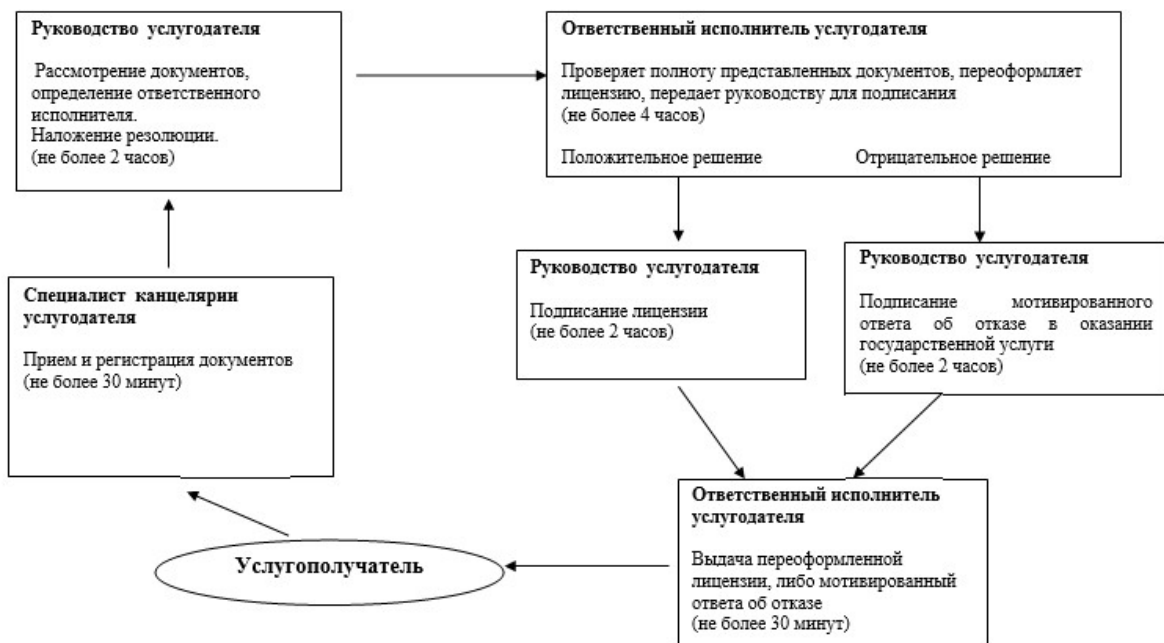 Руководство услугодателя
Рассмотрение документов,
определение ответственного
исполнителя.
Наложение резолюции.
(не более 2 часов)
Ответственный исполнитель услугодателя
Проверяет полноту представленных документов, переоформляет
лицензию, передает руководству для подписания
(не более 4 часов)
Положительное решение Отрицательное решение
Специалист канцелярии
услугодателя
Прием и регистрация документов
(не более 30 минут)
Руководство услугодателя
Подписание лицензии
(не более 2 часов)
Руководство услугодателя
Подписание мотивированного
ответа об отказе в оказании
государственной услуги
(не более 2 часов)
Ответственный исполнитель
услугодателя
Выдача переоформленной
лицензии, либо мотивированный
ответа об отказе
(не более 30 минут)
Услугополучатель